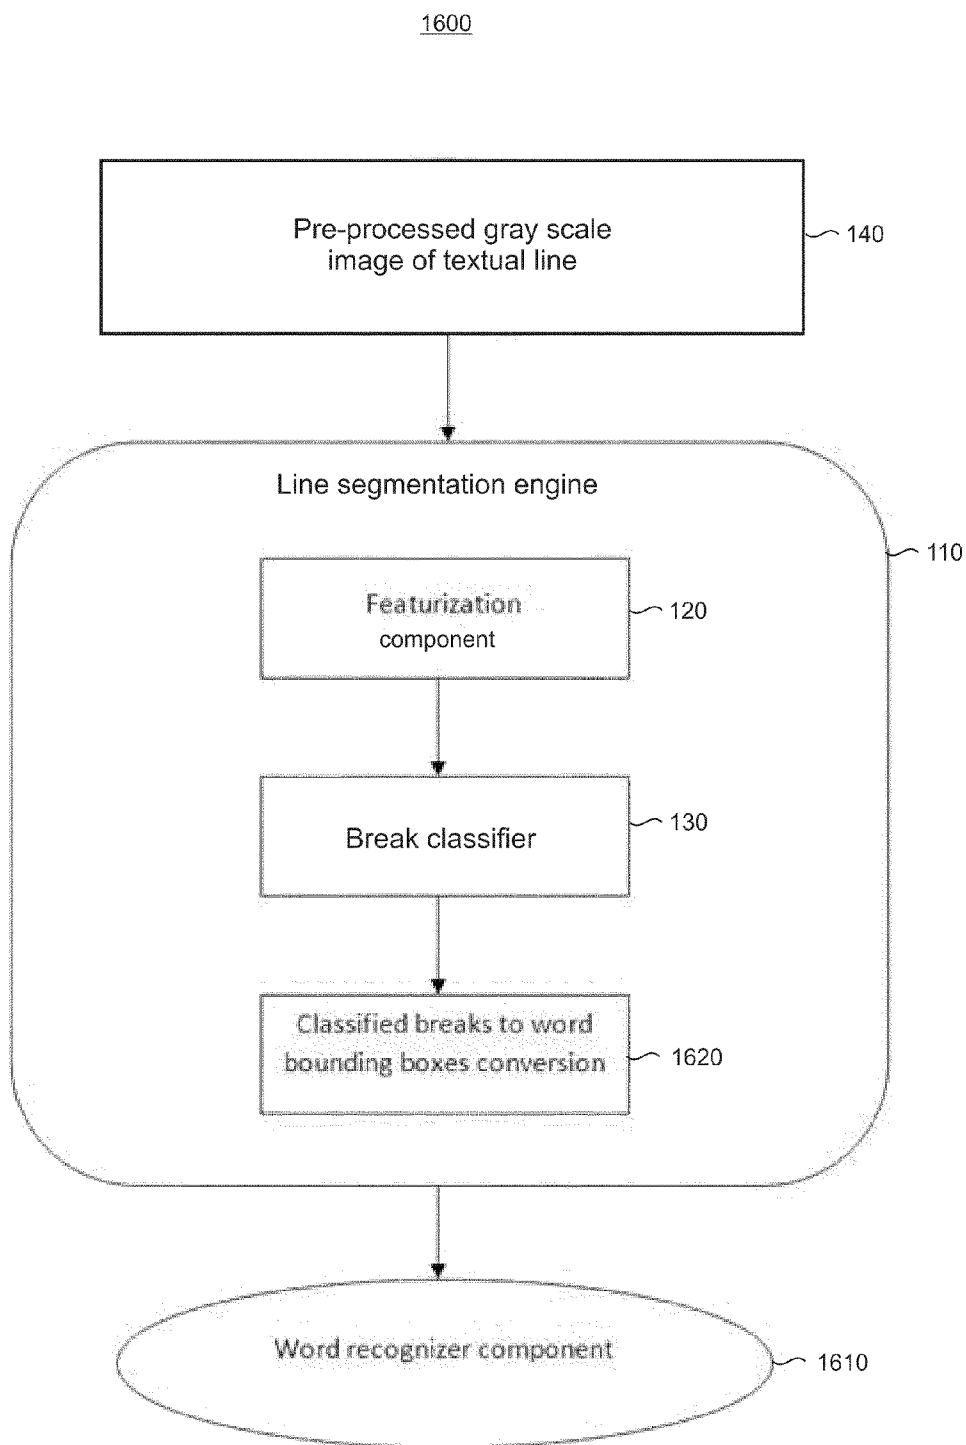 1600
Pre-processed gray scale
image of textual line
140
Line segmentation engine
110
Featurization
component
120
Break classifier
130
Classified breaks to word
bounding boxes conversion
1620
Word recognizer component
1610